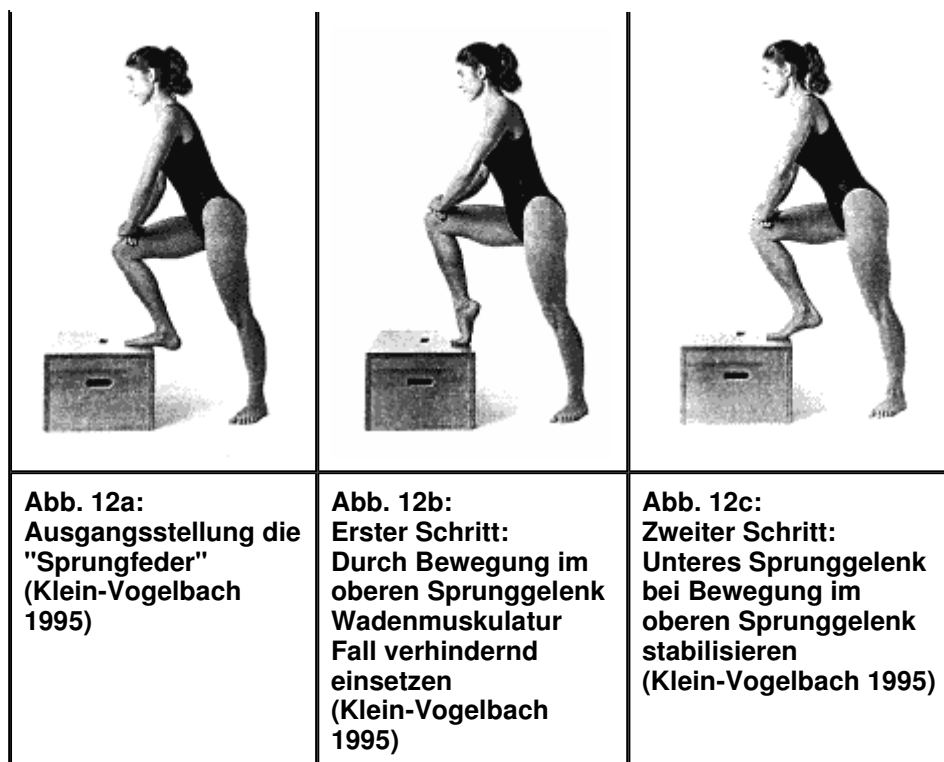 Abb. 12a:
Ausgangsstellung die
"Sprungfeder"
(Klein-Vogelbach
1995)
Abb. 12b:
Erster Schritt:
Durch Bewegung im
oberen Sprunggelenk
Wadenmuskulatur
Fall verhindernd
einsetzen
(Klein-Vogelbach
1995)
Abb. 12c:
Zweiter Schritt:
Unteres Sprunggelenk
bei Bewegung im
oberen Sprunggelenk
stabilisieren
(Klein-Vogelbach 1995)